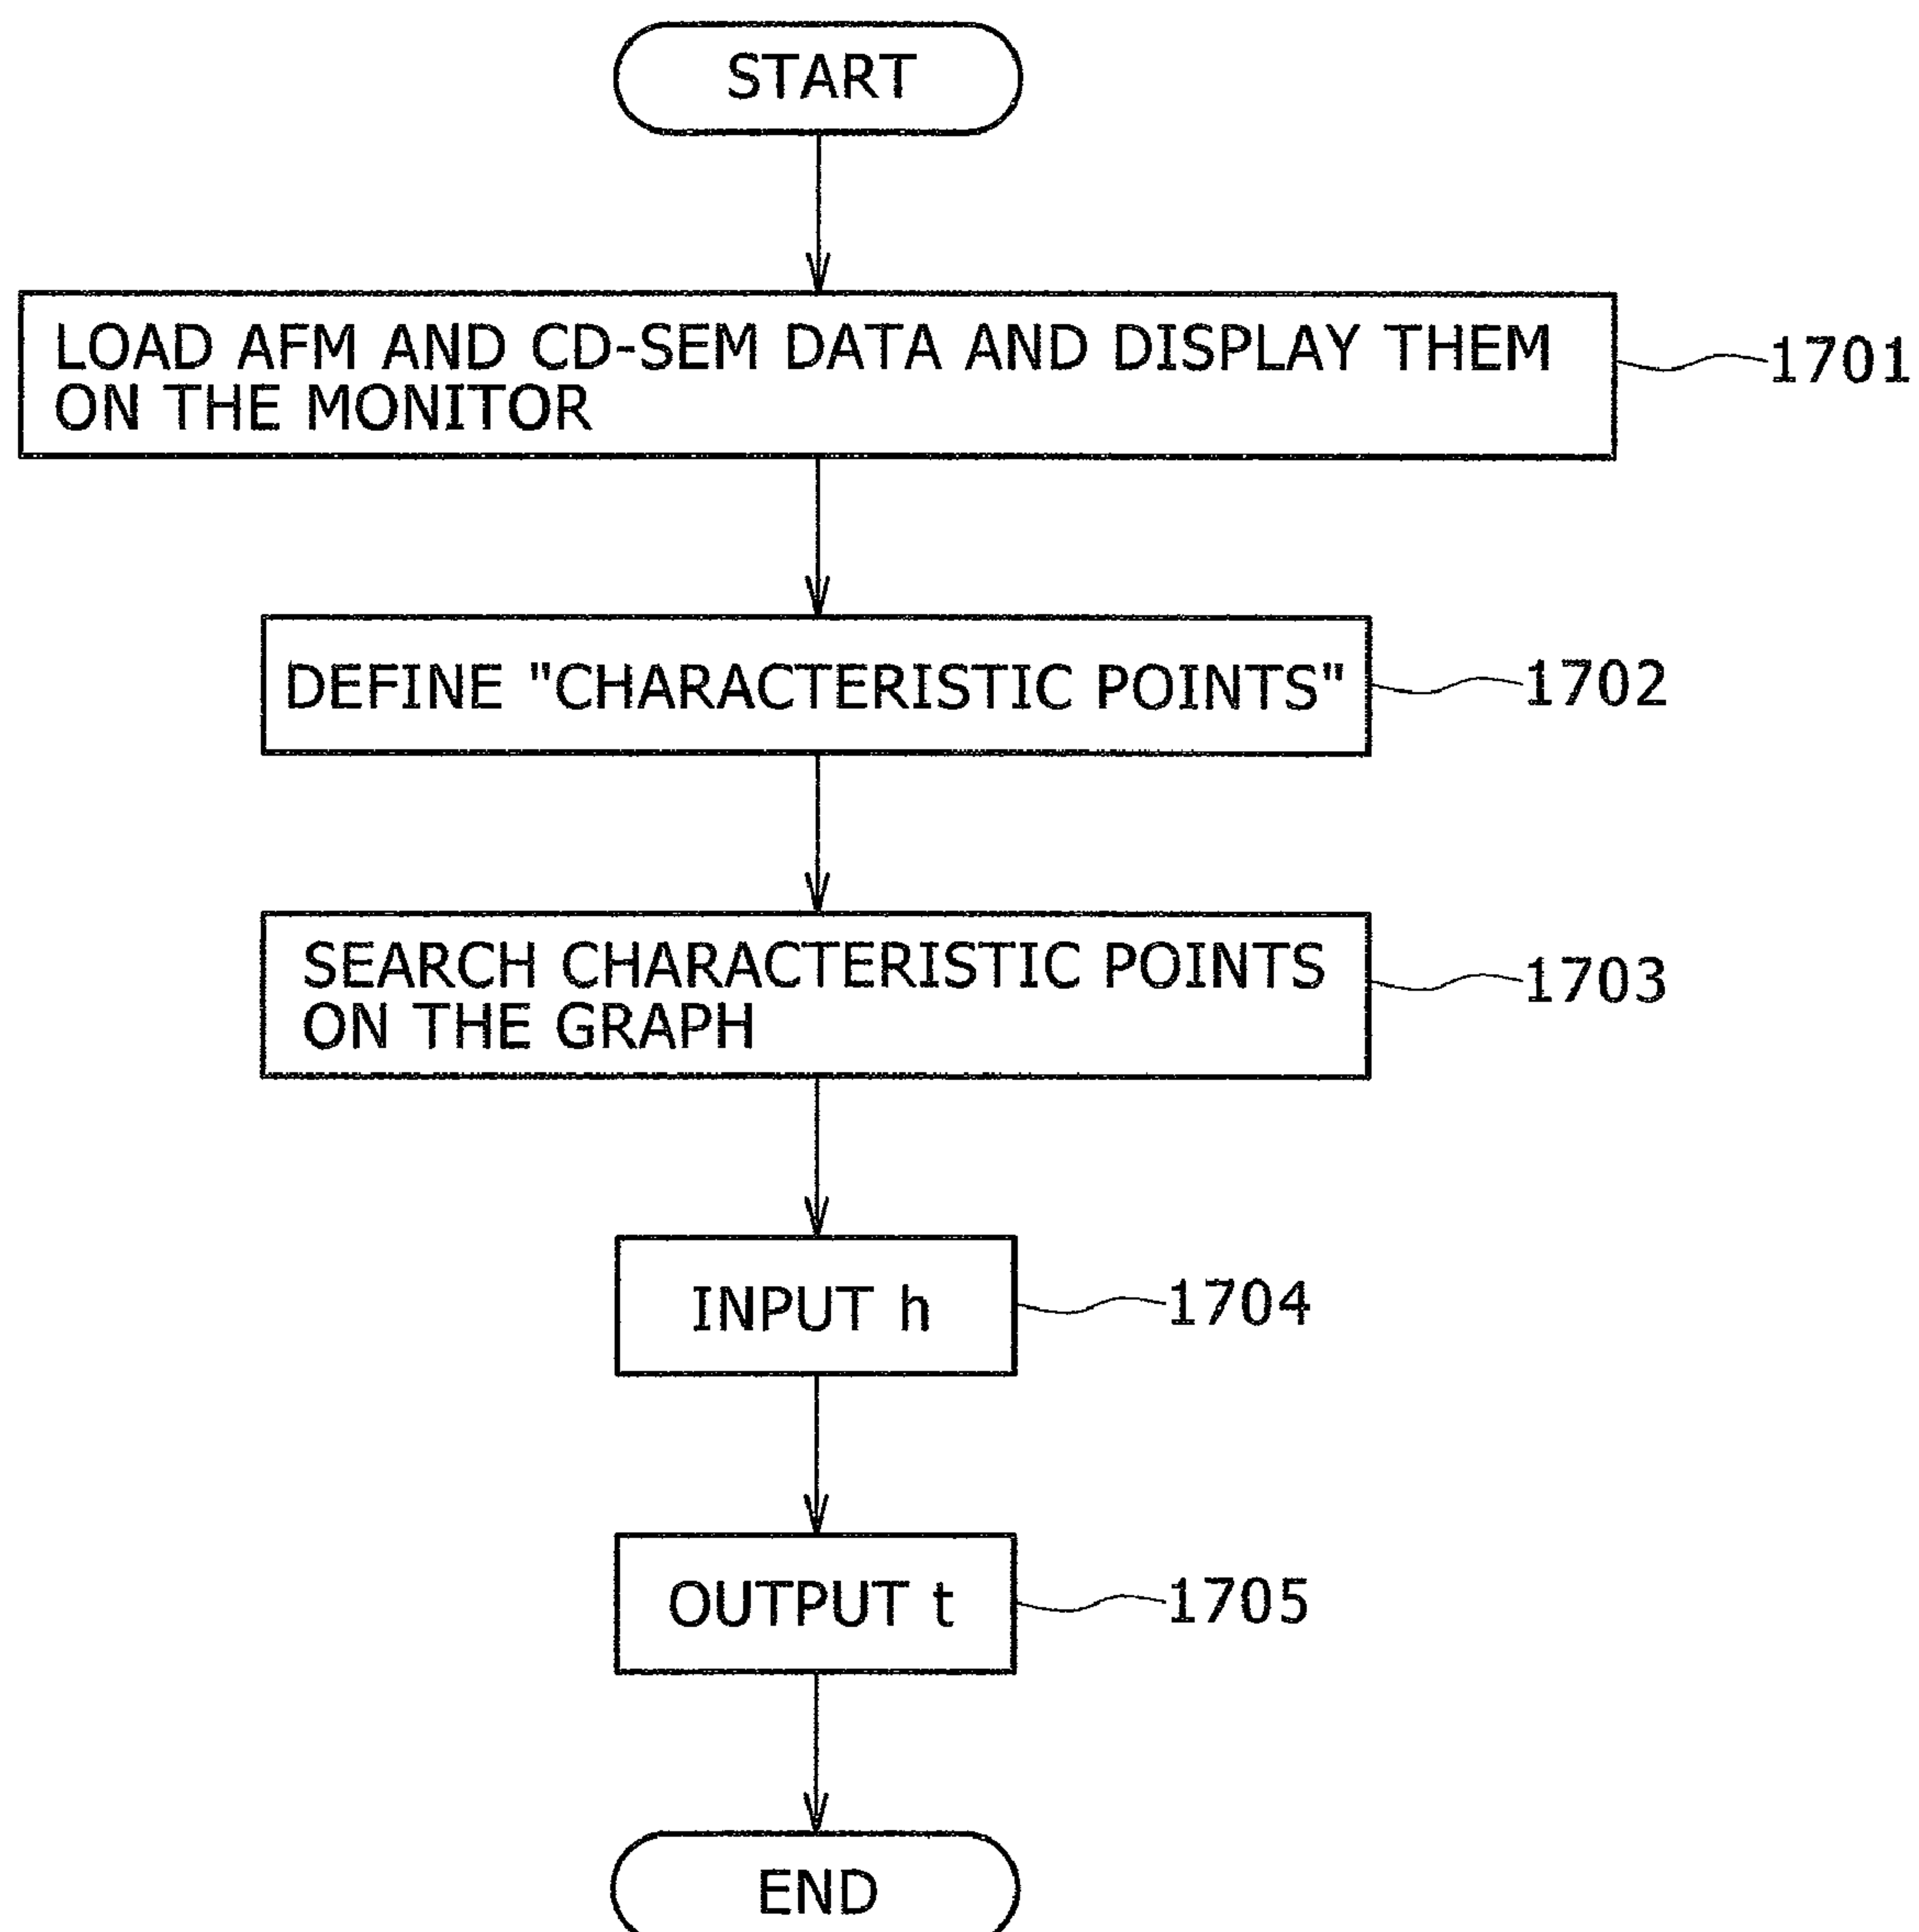 START
LOAD AFM AND CD-SEM DATA AND DISPLAY THEM
ON THE MONITOR
1701
DEFINE "CHARACTERISTIC POINTS"
1702
SEARCH CHARACTERISTIC POINTS
ON THE GRAPH
1703
INPUT h
1704
OUTPUT t
1705
END